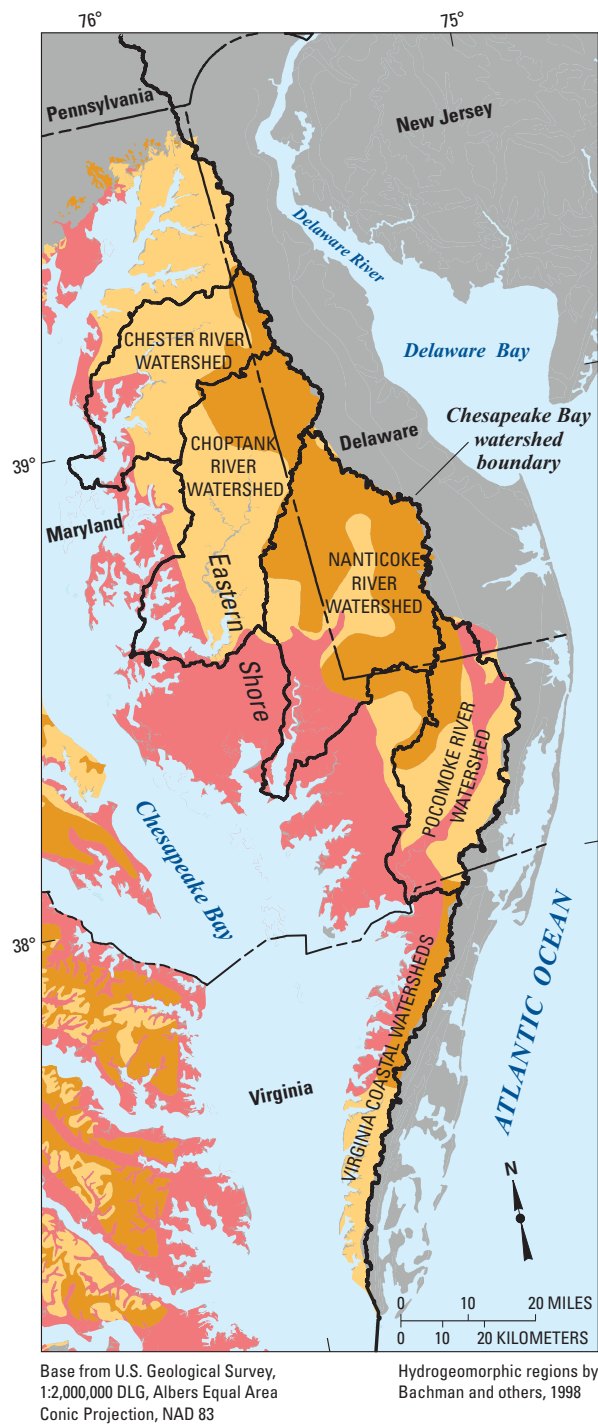 76°
75°
Pennsylvania
New Jersey
Delaware River
Delaware Bay
CHESTER RIVER
WATERSHED
Chesapeake Bay
watershed
boundary
Delaware
CHOPTANK
RIVER
WATERSHED
39°
Maryland
Eastern
Shore
NANTICOKE
RIVER
WATERSHED
POCOMOKE RIVER
WATERSHED
Chesapeake
Bay
38°
ATLANTIC OCEAN
VIRGINIA COASTAL WATERSHEDS
Virginia
N
0 10 20 MILES
0 10 20 KILOMETERS
Base from U.S. Geological Survey,
1:2,000,000 DLG, Albers Equal Area
Conic Projection, NAD 83
Hydrogeomorphic regions by
Bachman and others, 1998